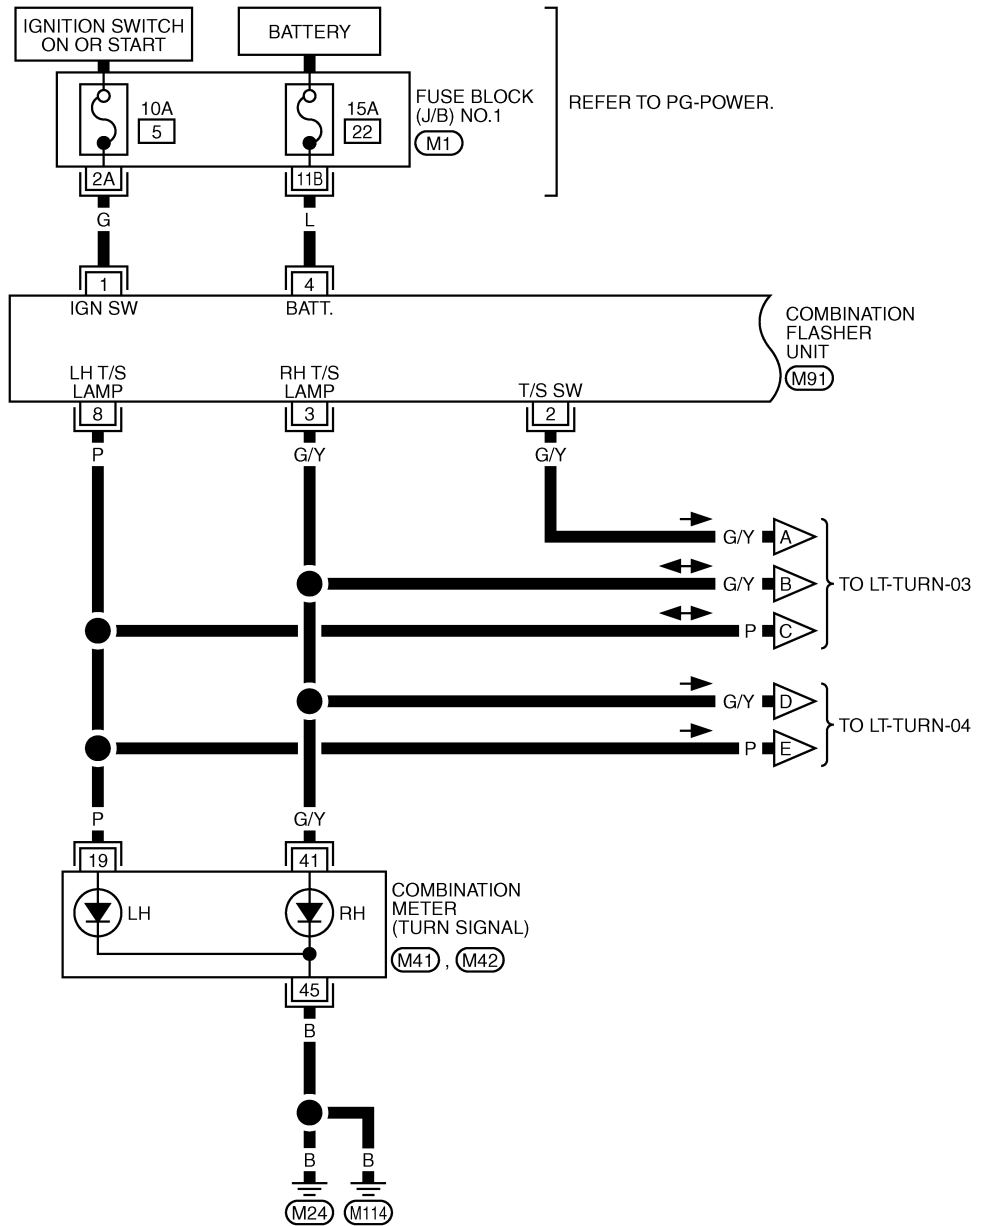 IGNITION SWITCH
ON OR START
BATTERY
10A
5
15A
22
FUSE BLOCK
(J/B) NO.1
M1
REFER TO PG-POWER.
2A
11B
G
L
1
4
IGN SW
BATT.
COMBINATION
FLASHER
UNIT
M91
LH T/S
LAMP
RH T/S
LAMP
T/S SW
8
3
2
P
G/Y
G/Y
G/Y
A
G/Y
B
TO LT-TURN-03
P
C
G/Y
D
TO LT-TURN-04
P
E
P
G/Y
19
41
COMBINATION
METER
(TURN SIGNAL)
LH
RH
M41 , M42
45
B
B
B
M24
M114